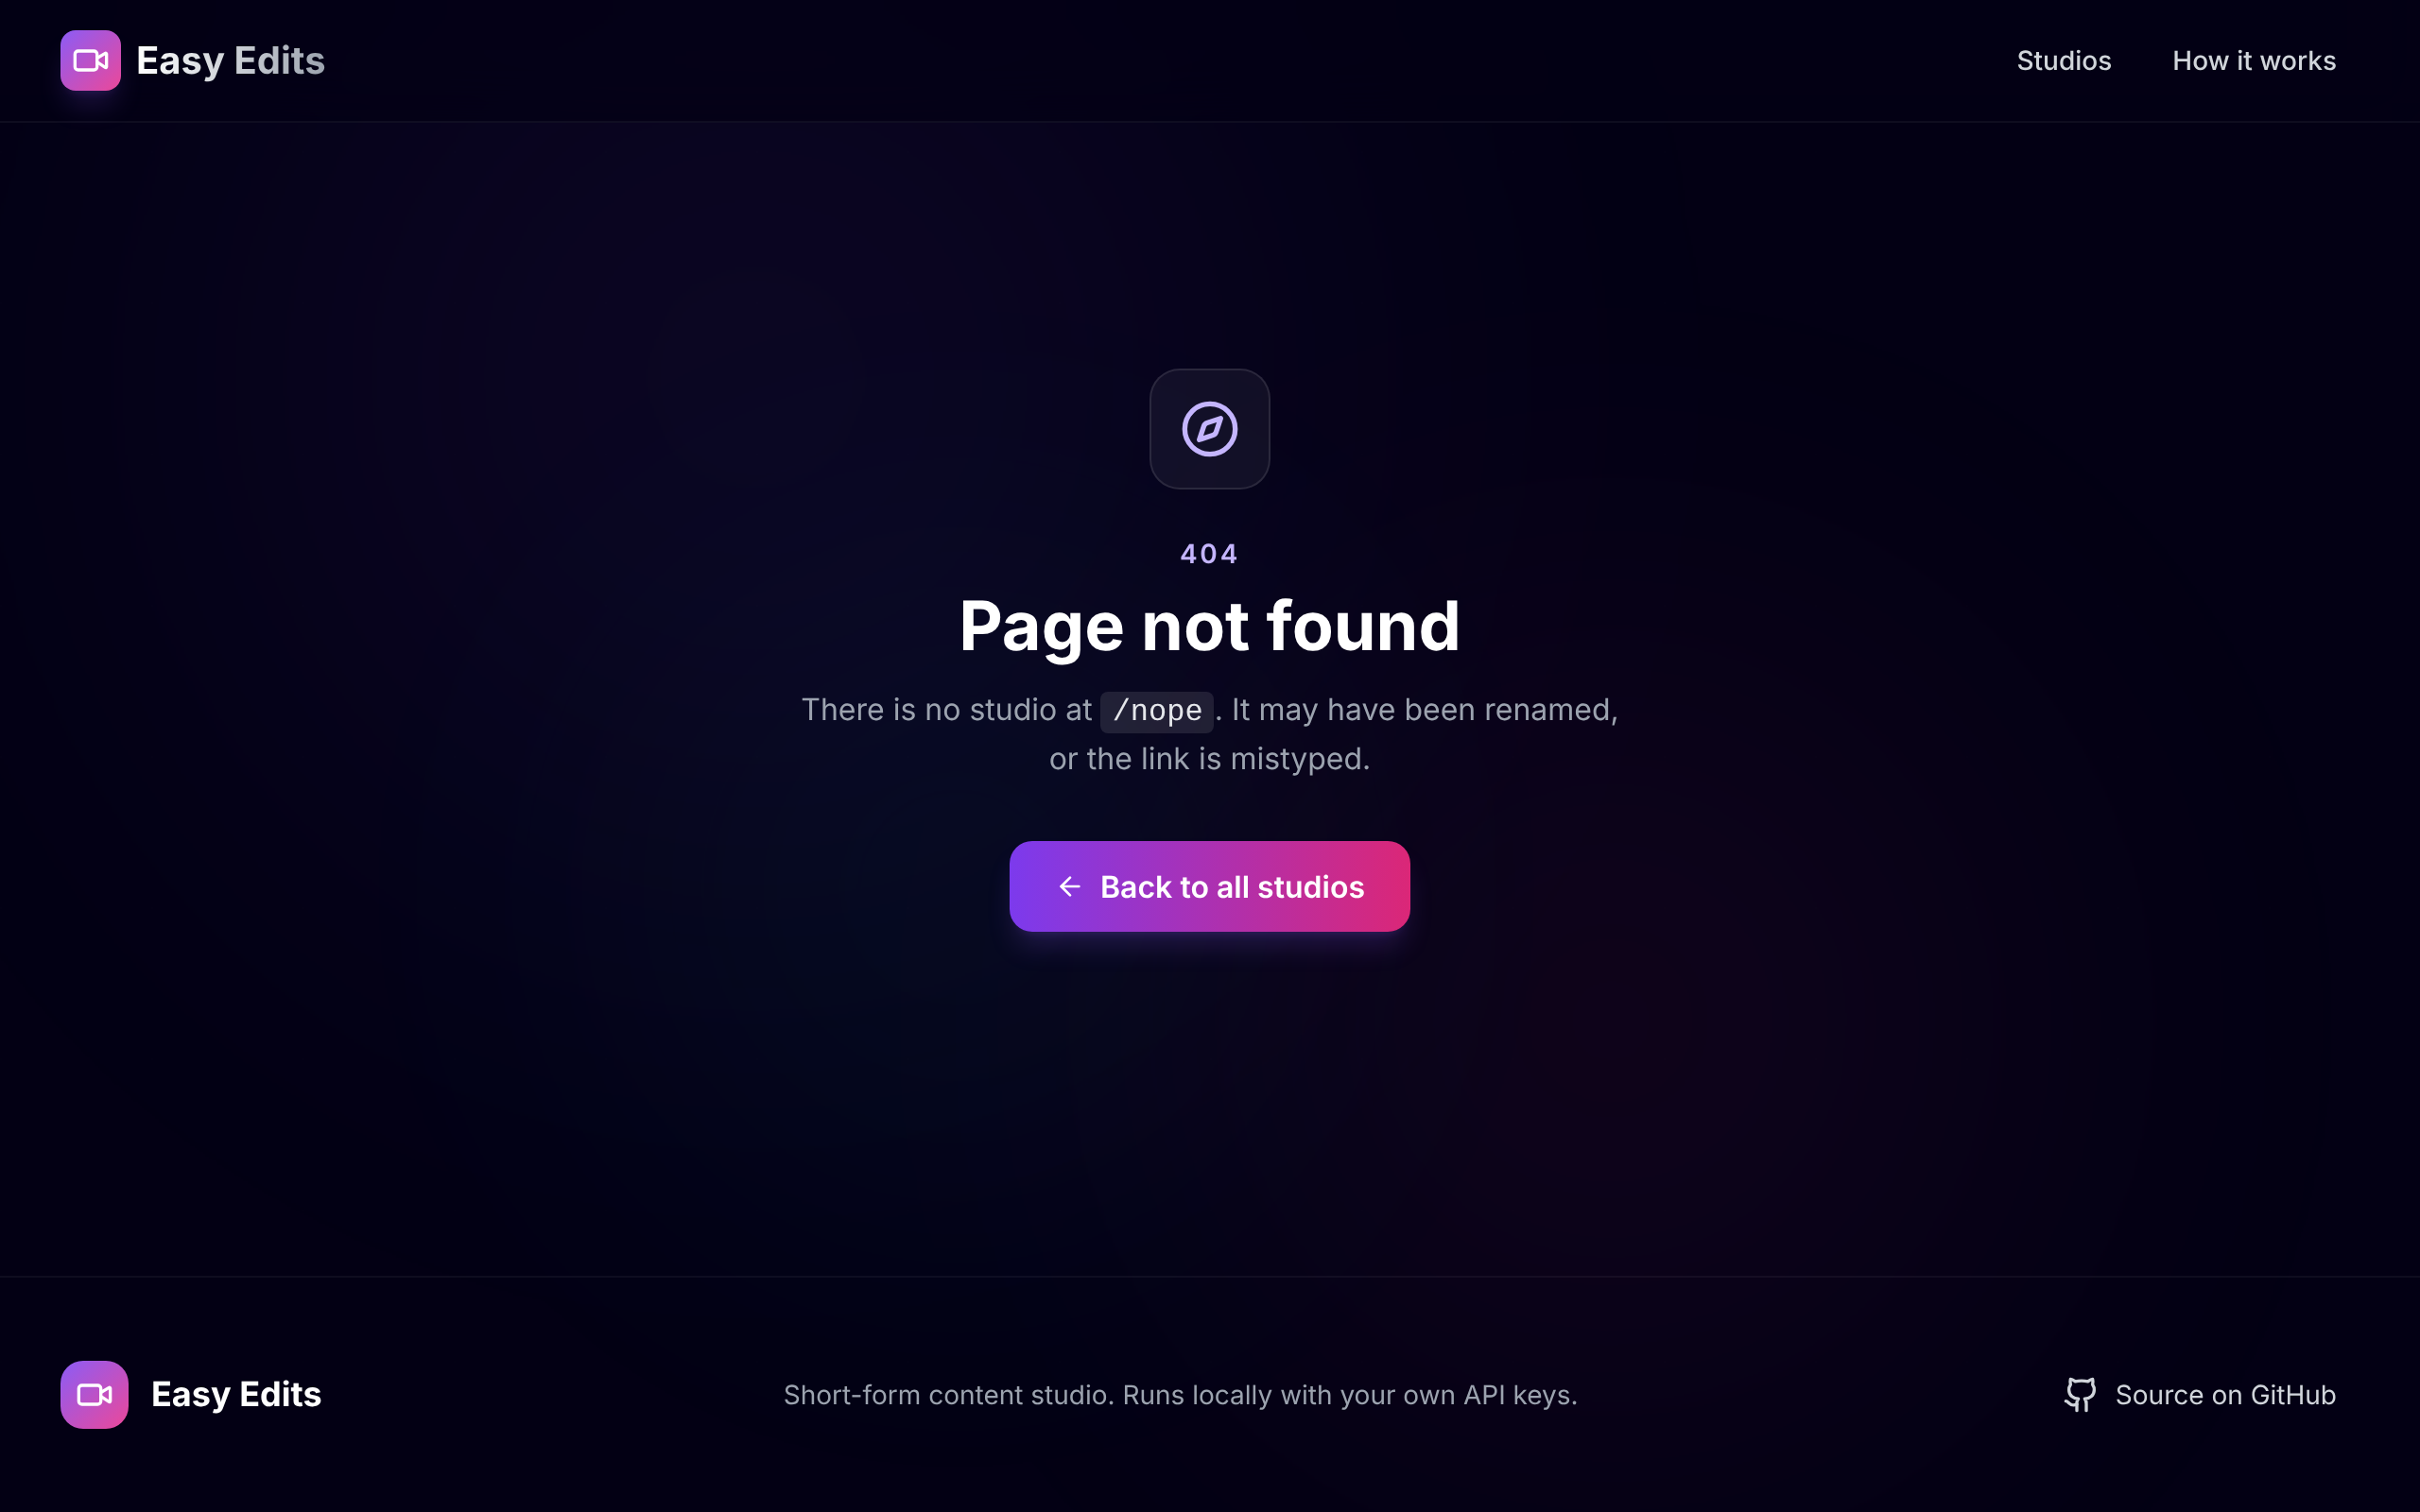 Easy Edits
Studios
How it works
404
Page not found
There is no studio at /nope. It may have been renamed,
or the link is mistyped.
Back to all studios
Easy Edits
Short-form content studio. Runs locally with your own API keys.
Source on GitHub